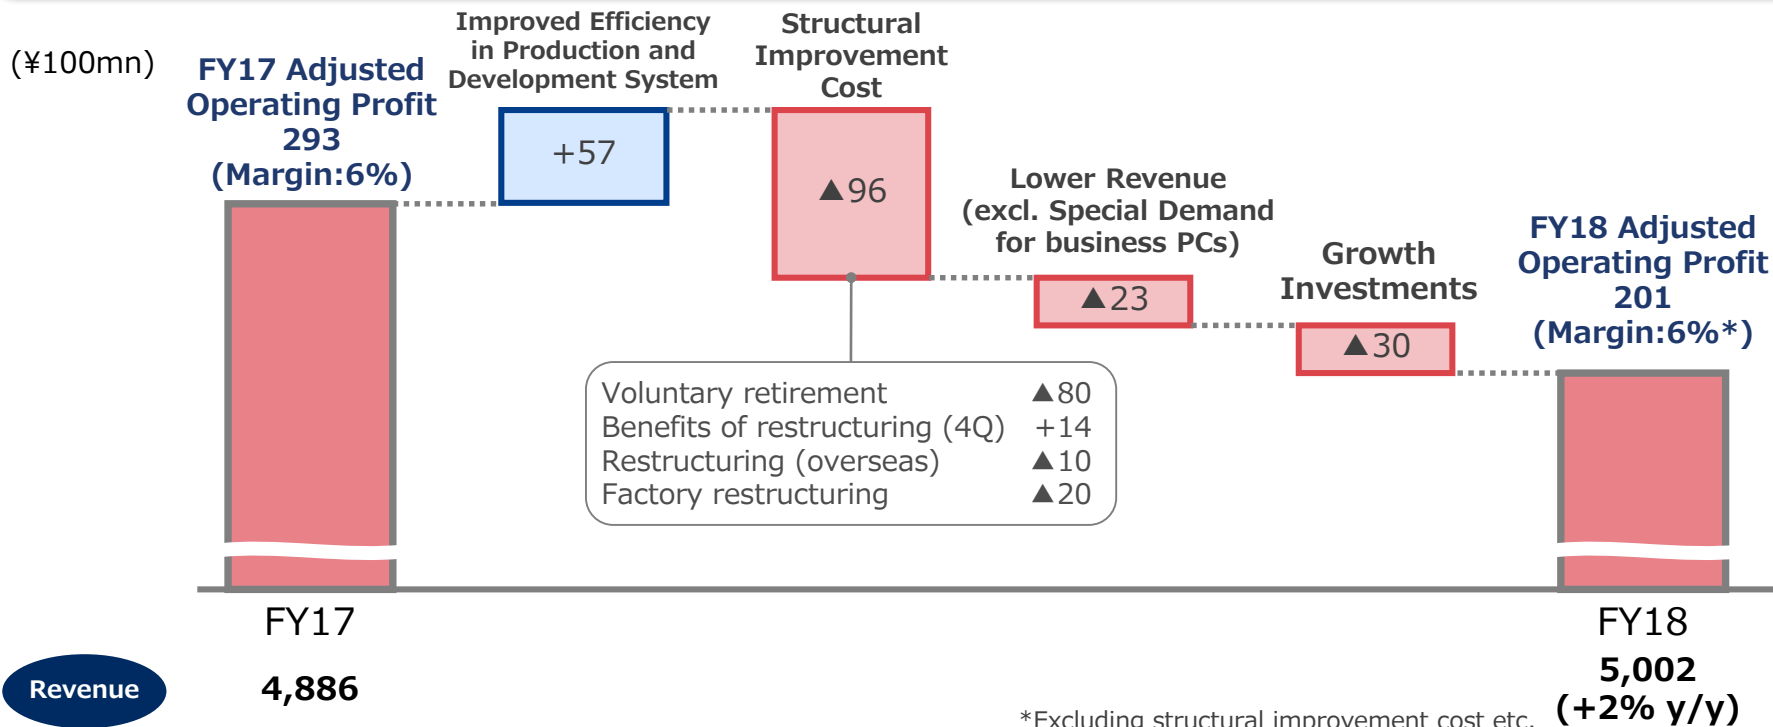 (¥100mn)
FY17 Adjusted
Operating Profit
293
(Margin:6%)
Improved Efficiency
in Production and
Development System
+57
Structural
Improvement
Cost
▲96
Lower Revenue
(excl. Special Demand
for business PCs)
▲23
Growth
Investments
▲30
FY18 Adjusted
Operating Profit
201
(Margin:6%*)
Voluntary retirement ▲80
Benefits of restructuring (4Q) +14
Restructuring (overseas) ▲10
Factory restructuring ▲20
FY17
FY18
Revenue
4,886
5,002
(+2% y/y)
*Excluding structural improvement cost etc.